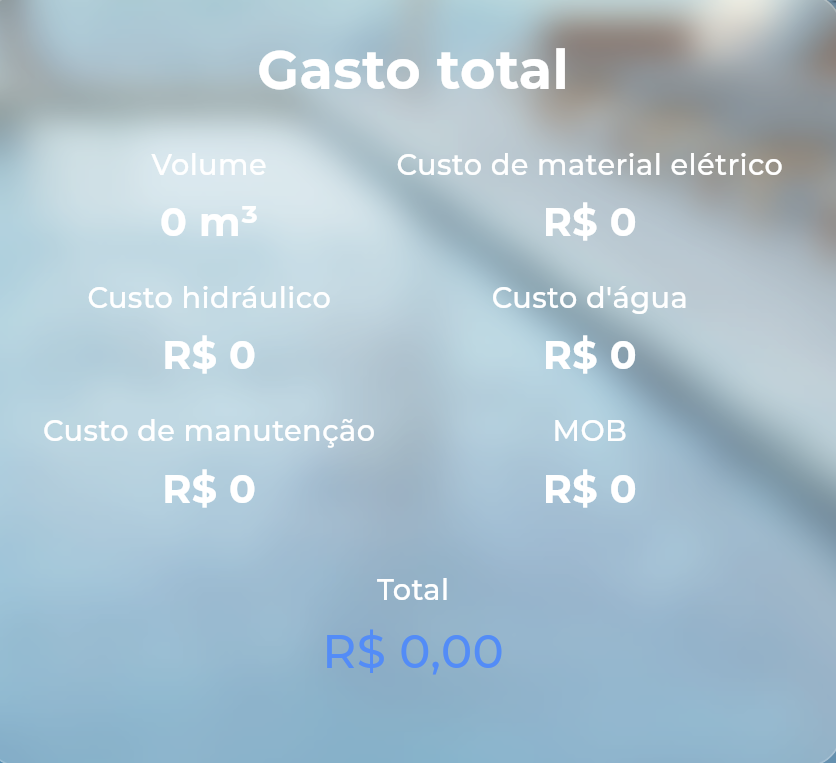 Gasto total
Volume
0 m³
Custo de material elétrico
R$ 0
Custo hidráulico
R$ 0
Custo d'água
R$ 0
Custo de manutenção
R$ 0
MOB
R$ 0
Total
R$ 0,00